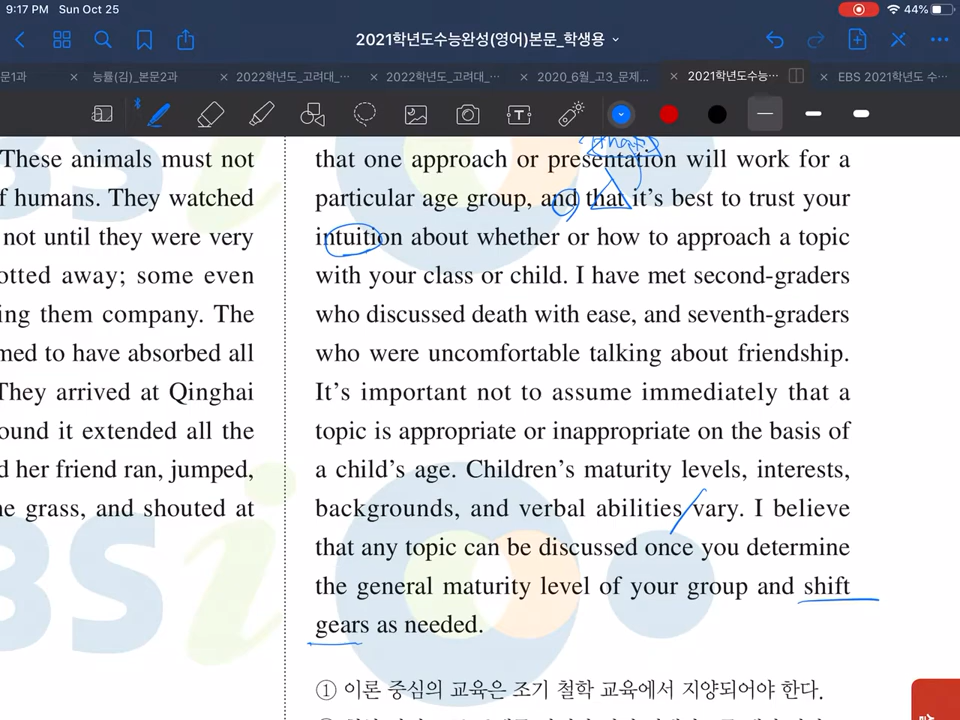 9:17 PM Sun Oct 25
44%
2021학년도수능완성(영어)본문_학생용
문1과
능률(김)_본문2과
2022학년도_고려대_…
2022학년도_고려대_…
2020_6월_고3_문제…
2021학년도수능…
EBS 2021학년도 수…
These animals must not
f humans. They watched
not until they were very
otted away; some even
ing them company. The
med to have absorbed all
They arrived at Qinghai
ound it extended all the
d her friend ran, jumped,
ne grass, and shouted at
that
that one approach or presentation will work for a
particular age group, and that it's best to trust your
intuition about whether or how to approach a topic
with your class or child. I have met second-graders
who discussed death with ease, and seventh-graders
who were uncomfortable talking about friendship.
It's important not to assume immediately that a
topic is appropriate or inappropriate on the basis of
a child's age. Children's maturity levels, interests,
backgrounds, and verbal abilities vary. I believe
that any topic can be discussed once you determine
the general maturity level of your group and shift
gears as needed.
① 이론 중심의 교육은 조기 철학 교육에서 지양되어야 한다.
EBSi